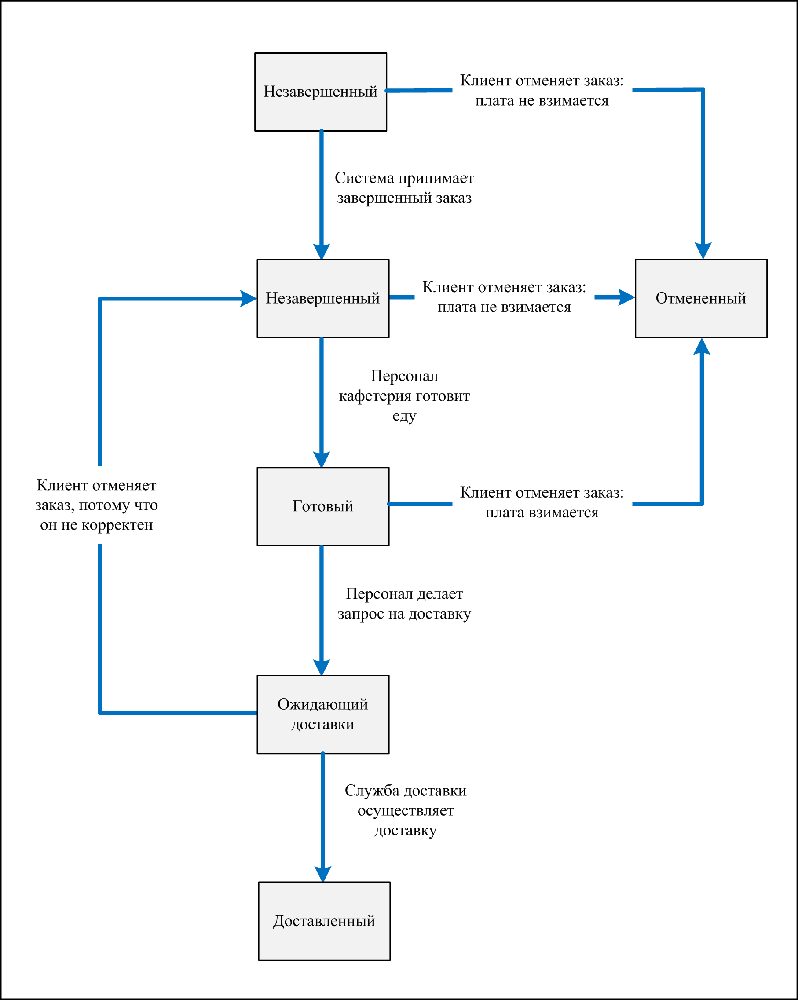 Незавершенный
Клиент отменяет заказ:
плата не взимается
Система принимает
завершенный заказ
Незавершенный
Клиент отменяет заказ:
плата не взимается
Отмененный
Персонал
кафетерия готовит
еду
Клиент отменяет
заказ, потому что
он не корректен
Готовый
Клиент отменяет заказ:
плата взимается
Персонал делает
запрос на доставку
Ожидающий
доставки
Служба доставки
осуществляет
доставку
Доставленный